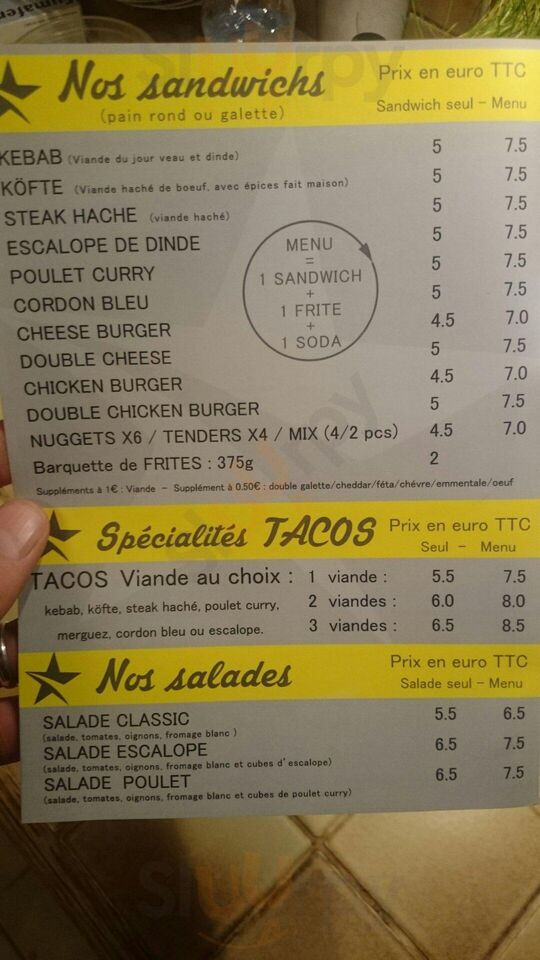 Nos sandwichs
Prix en euro TTC
(pain rond ou galette)
Sandwich seul - Menu
KEBAB (Viande du jour veau et dinde) 5 7.5
KÖFTE (Viande haché de boeuf, avec épices fait maison) 5 7.5
STEAK HACHE (viande haché) 5 7.5
ESCALOPE DE DINDE 5 7.5
POULET CURRY 5 7.5
CORDON BLEU 5 7.5
CHEESE BURGER 4.5 7.0
DOUBLE CHEESE 5 7.5
CHICKEN BURGER 4.5 7.0
DOUBLE CHICKEN BURGER 5 7.5
NUGGETS X6 / TENDERS X4 / MIX (4/2 pcs) 4.5 7.0
Barquette de FRITES : 375g 2
MENU
=
1 SANDWICH
+
1 FRITE
+
1 SODA
Suppléments à 1€ : Viande - Supplément à 0.50€ : double galette/cheddar/féta/chévre/emmentale/oeuf
Spécialités TACOS
Prix en euro TTC
Seul - Menu
TACOS Viande au choix : 1 viande : 5.5 7.5
kebab, köfte, steak haché, poulet curry, 2 viandes : 6.0 8.0
merguez, cordon bleu ou escalope. 3 viandes : 6.5 8.5
Nos salades
Prix en euro TTC
Salade seul - Menu
SALADE CLASSIC 5.5 6.5
(salade, tomates, oignons, fromage blanc )
SALADE ESCALOPE 6.5 7.5
(salade, tomates, oignons, fromage blanc et cubes d'escalope)
SALADE POULET 6.5 7.5
(salade, tomates, oignons, fromage blanc et cubes de poulet curry)
sluurpy